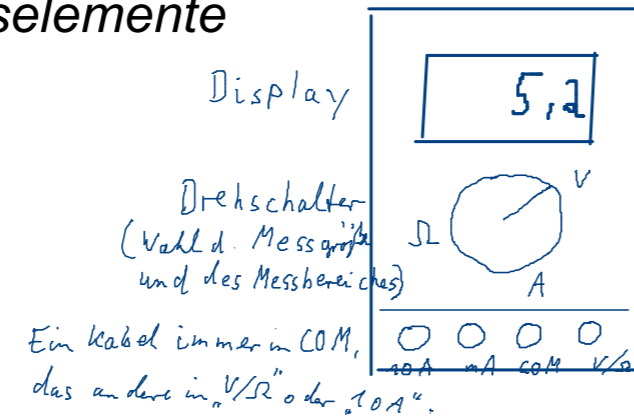 selemente
Display
5,2
Drehschalter
V
(Wahl d. Messgröße
Ω
und des Messbereiches)
A
Ein Kabel immer in COM,
10A mA COM V/Ω
das andere in „V/Ω" oder „10A".